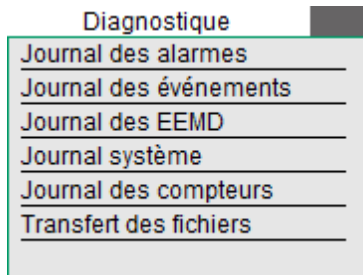 Diagnostique
Journal des alarmes
Journal des événements
Journal des EEMD
Journal système
Journal des compteurs
Transfert des fichiers